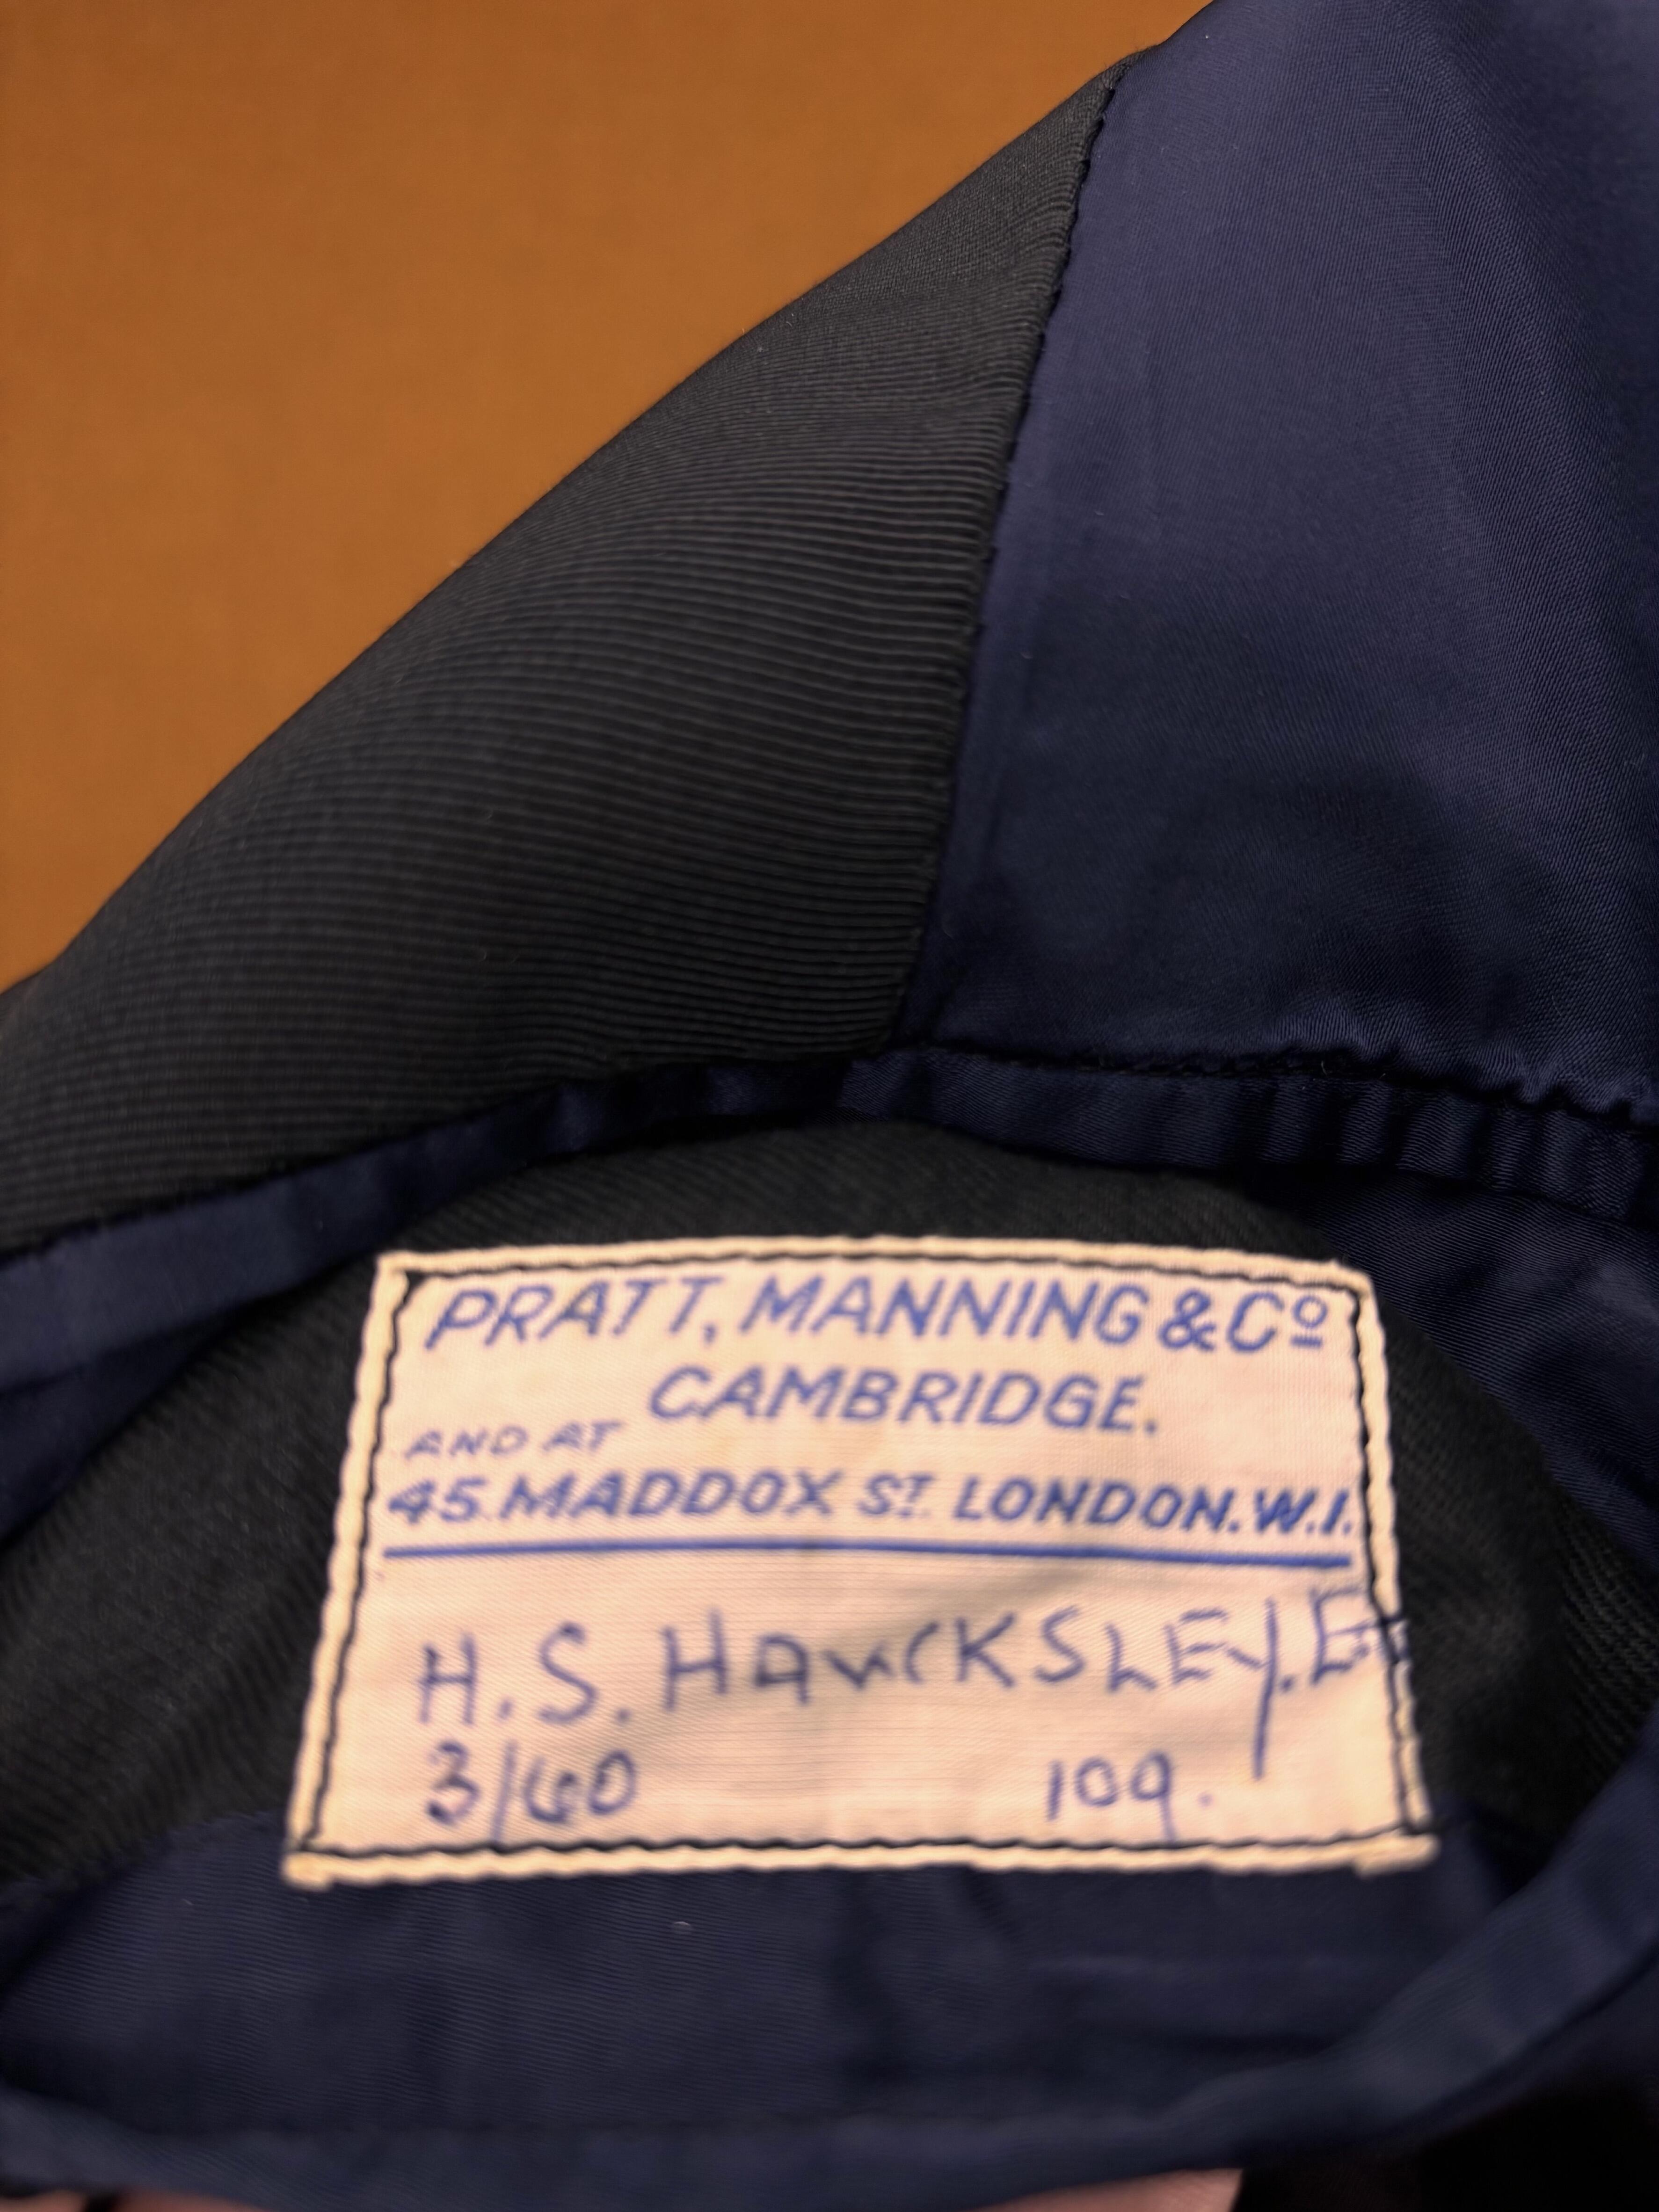 PRATT, MANNING & Cº
CAMBRIDGE.
AND AT
45. MADDOX ST. LONDON. W.1.
H. S. HAWCKSLEY.
3/60 109.